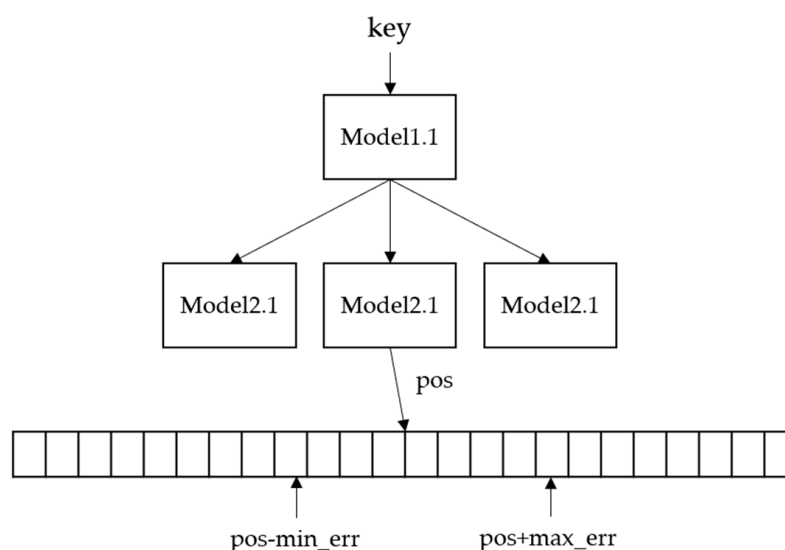 key
Model1.1
Model2.1 Model2.1 Model2.1
pos
pos-min_err pos+max_err